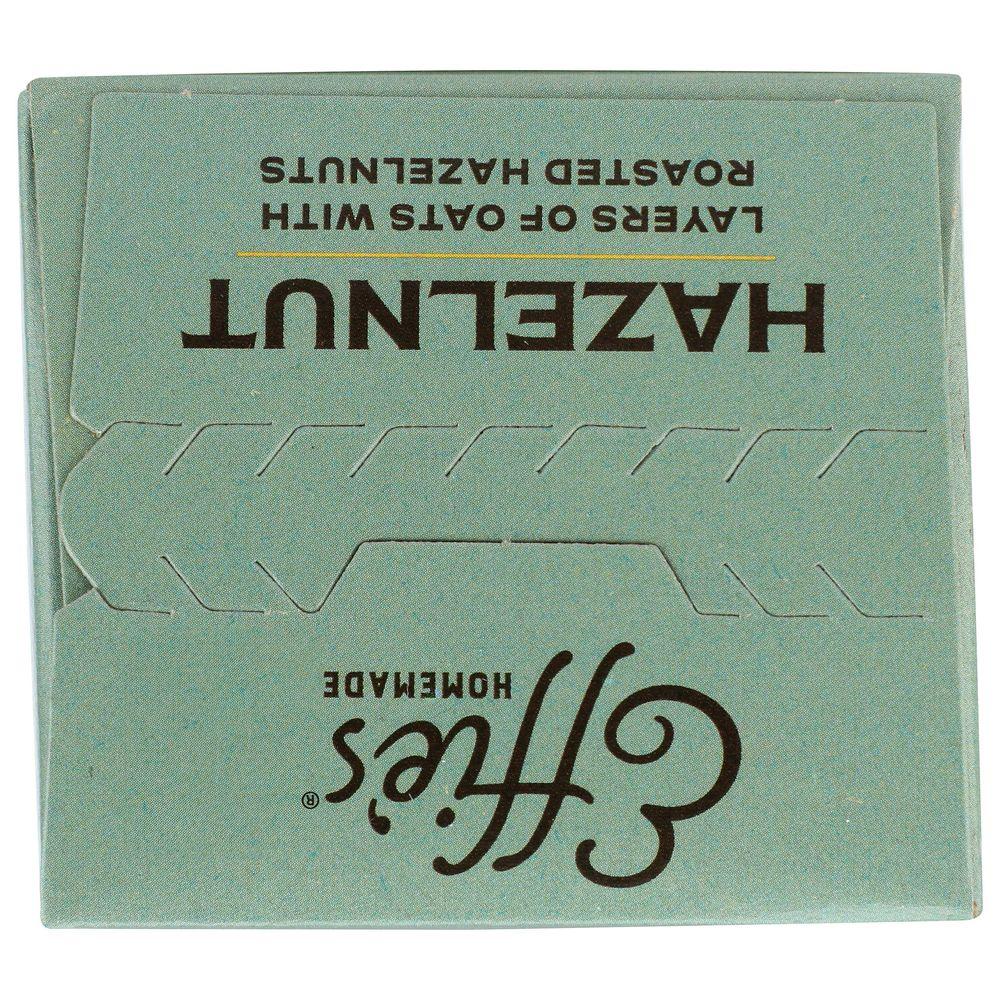 Effie's®
HOMEMADE
HAZELNUT
LAYERS OF OATS WITH
ROASTED HAZELNUTS